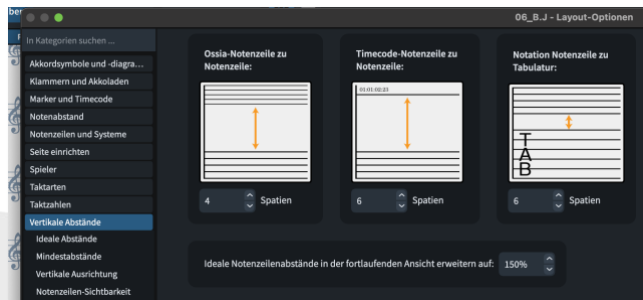 06_B.J - Layout-Optionen
In Kategorien suchen ...
Akkordsymbole und -diagra...
Klammern und Akkoladen
Marker und Timecode
Notenabstand
Notenzeilen und Systeme
Seite einrichten
Spieler
Taktarten
Taktzahlen
Vertikale Abstände
Ideale Abstände
Mindestabstände
Vertikale Ausrichtung
Notenzeilen-Sichtbarkeit
Ossia-Notenzeile zu
Notenzeile:
4 Spatien
Timecode-Notenzeile zu
Notenzeile:
01:01:02:23
6 Spatien
Notation Notenzeile zu
Tabulatur:
T
A
B
6 Spatien
Ideale Notenzeilenabstände in der fortlaufenden Ansicht erweitern auf: 150%